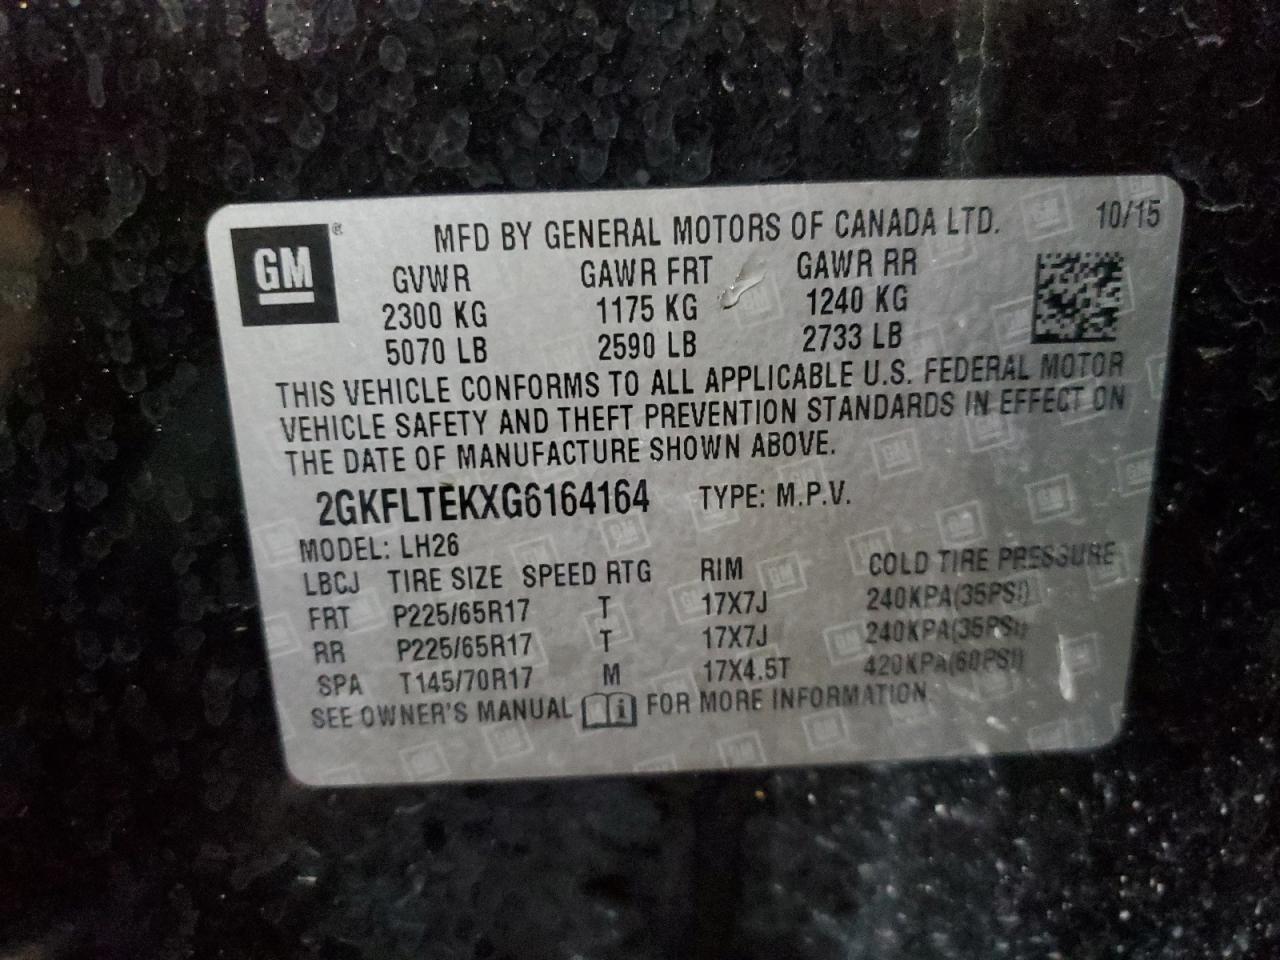 GM ®
MFD BY GENERAL MOTORS OF CANADA LTD. 10/15
GVWR GAWR FRT GAWR RR
2300 KG 1175 KG 1240 KG
5070 LB 2590 LB 2733 LB
THIS VEHICLE CONFORMS TO ALL APPLICABLE U.S. FEDERAL MOTOR
VEHICLE SAFETY AND THEFT PREVENTION STANDARDS IN EFFECT ON
THE DATE OF MANUFACTURE SHOWN ABOVE.
2GKFLTEKXG6164164 TYPE: M.P.V.
MODEL: LH26
LBCJ TIRE SIZE SPEED RTG RIM COLD TIRE PRESSURE
FRT P225/65R17 T 17X7J 240KPA(35PSI)
RR P225/65R17 T 17X7J 240KPA(35PSI)
SPA T145/70R17 M 17X4.5T 420KPA(60PSI)
SEE OWNER'S MANUAL i FOR MORE INFORMATION.